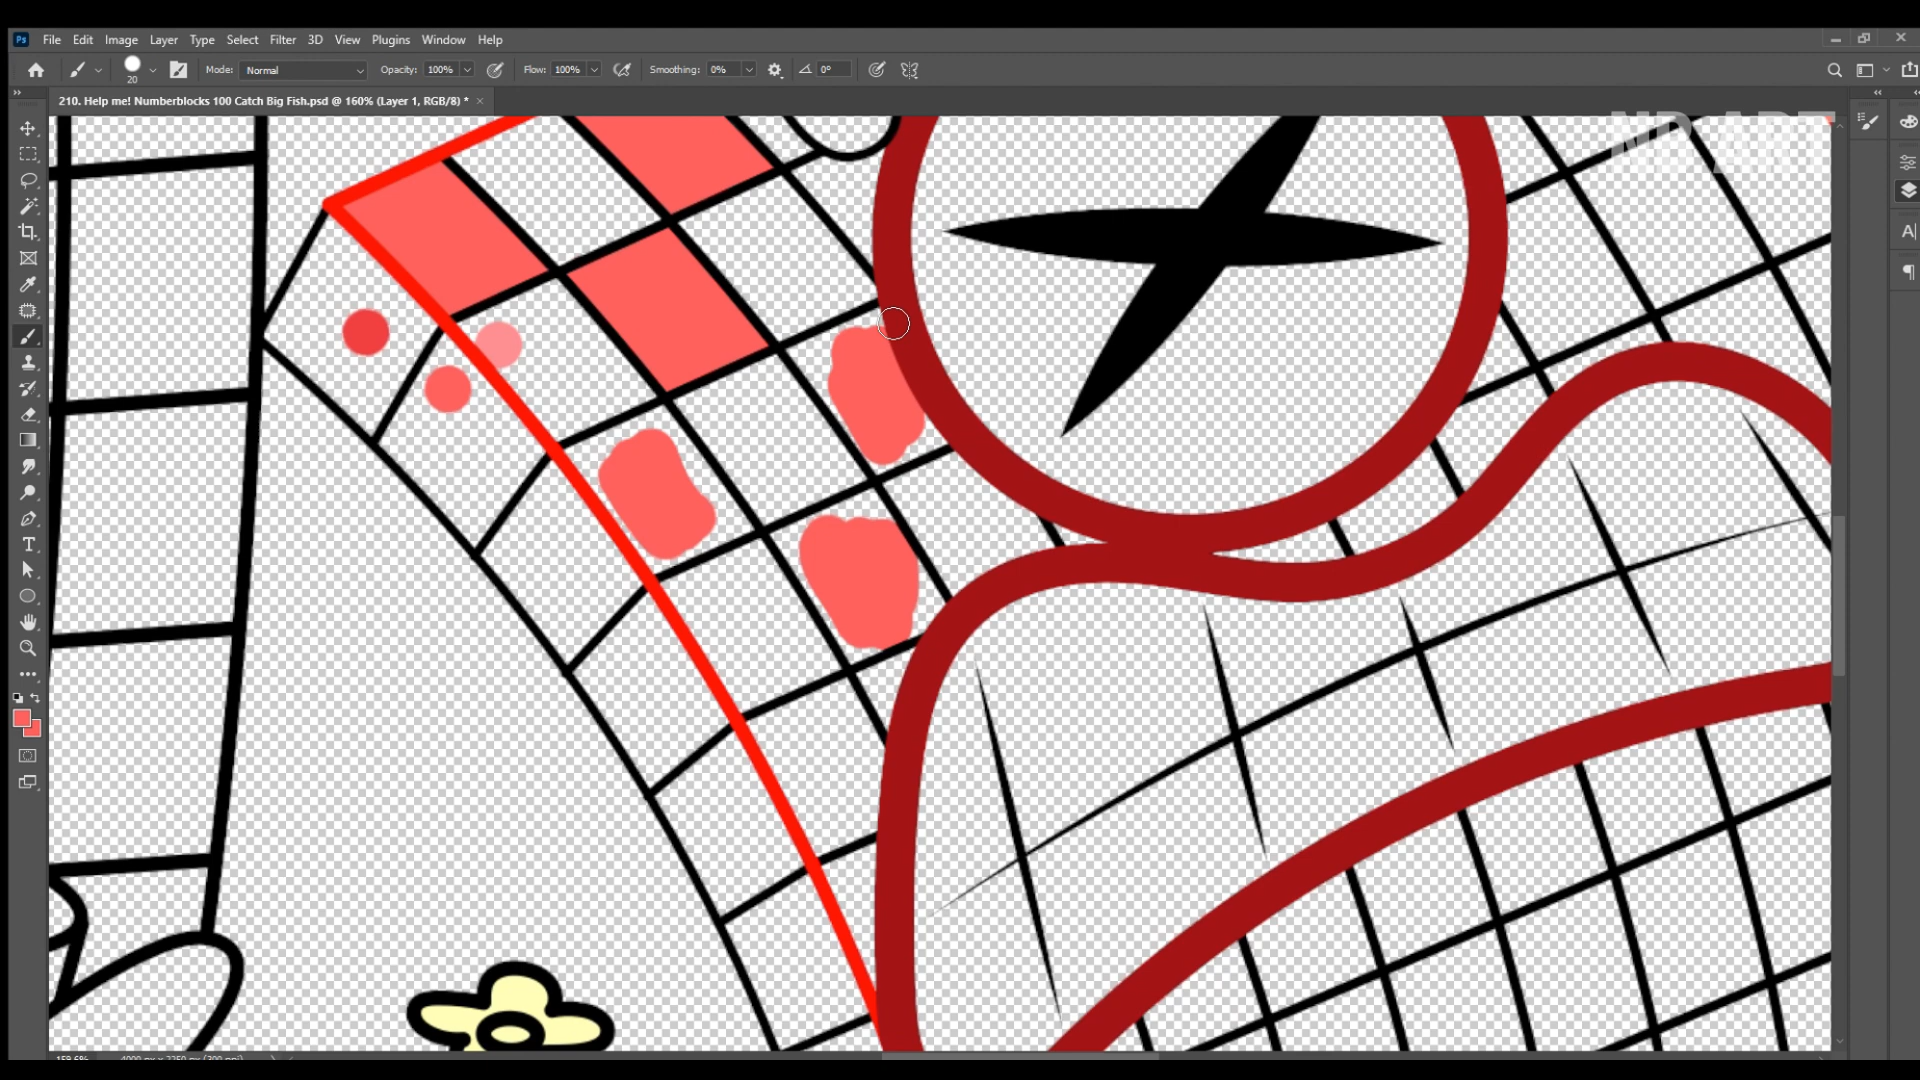 Ps File Edit Image Layer Type Select Filter 3D View Plugins Window Help
20 Mode: Normal Opacity: 100% Flow: 100% Smoothing: 0% 0°
210. Help me! Numberblocks 100 Catch Big Fish.psd @ 160% (Layer 1, RGB/8) * ×